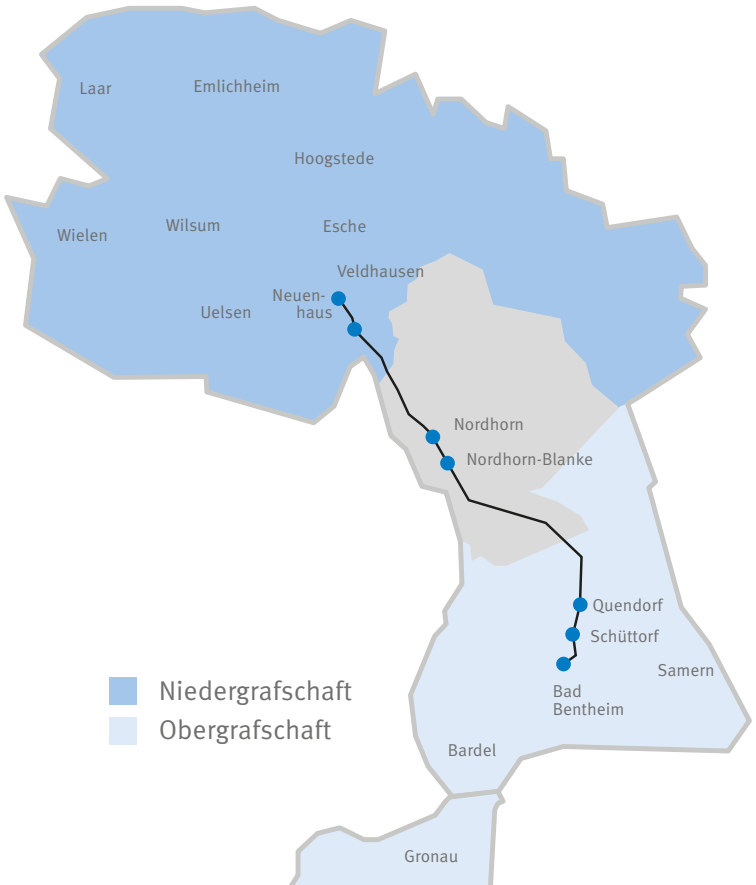 Laar
Emlichheim
Hoogstede
Wielen
Wilsum
Esche
Veldhausen
Neuen-
haus
Uelsen
Nordhorn
Nordhorn-Blanke
Quendorf
Schüttorf
Samern
Bad
Bentheim
Niedergrafschaft
Obergrafschaft
Bardel
Gronau